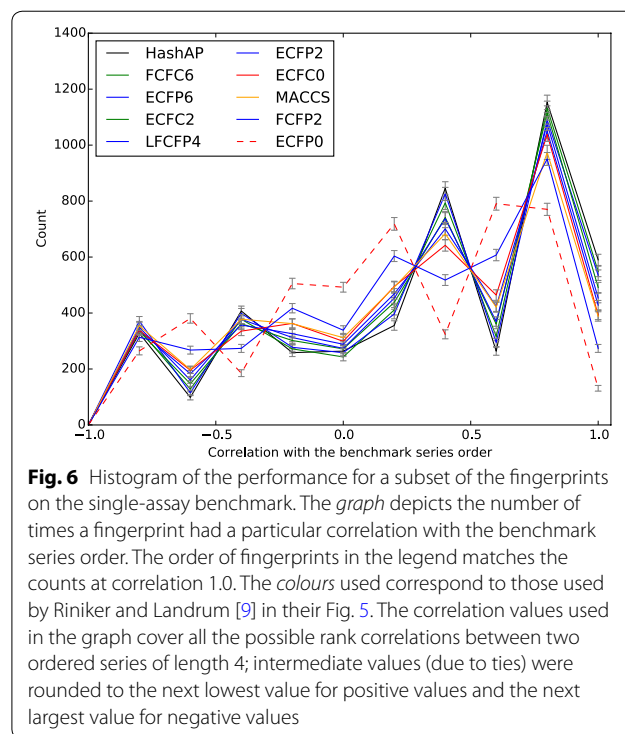 1400
1200
1000
800
600
400
200
0
Count
HashAP
FCFC6
ECFP6
ECFC2
LFCFP4
ECFP2
ECFC0
MACCS
FCFP2
ECFP0
−1.0 −0.5 0.0 0.5 1.0
Correlation with the benchmark series order
Fig. 6 Histogram of the performance for a subset of the fingerprints
on the single-assay benchmark. The graph depicts the number of
times a fingerprint had a particular correlation with the benchmark
series order. The order of fingerprints in the legend matches the
counts at correlation 1.0. The colours used correspond to those used
by Riniker and Landrum [9] in their Fig. 5. The correlation values used
in the graph cover all the possible rank correlations between two
ordered series of length 4; intermediate values (due to ties) were
rounded to the next lowest value for positive values and the next
largest value for negative values